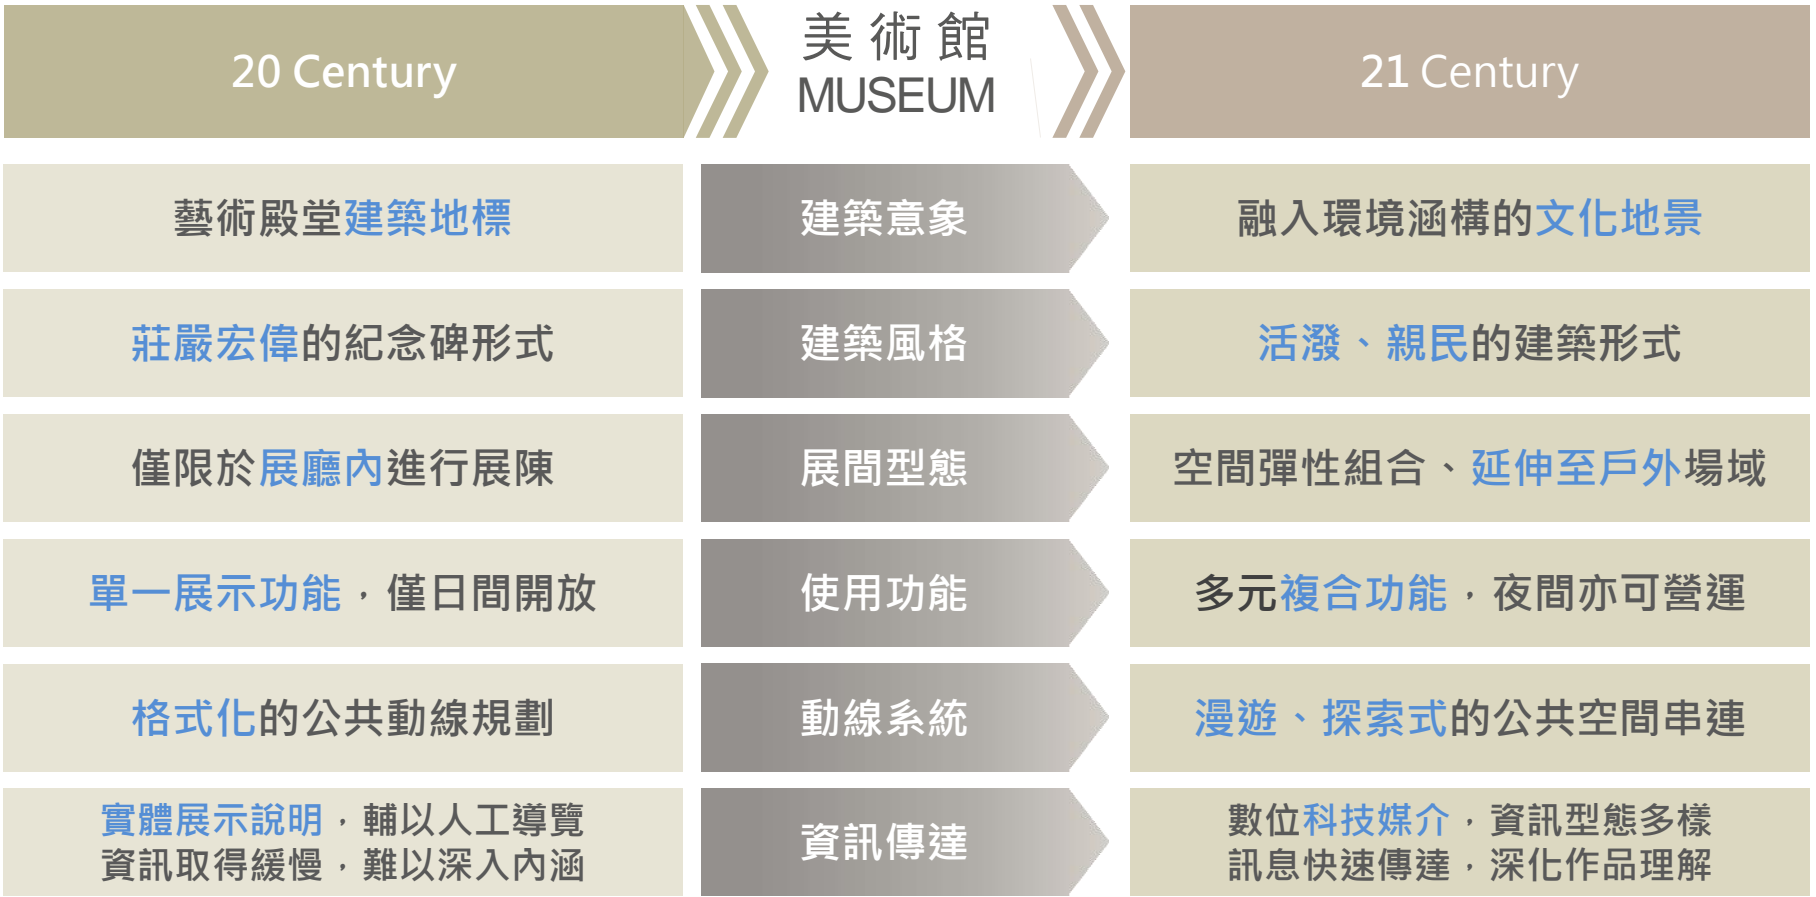 20 Century
美術館
MUSEUM
21 Century
藝術殿堂建築地標
建築意象
融入環境涵構的文化地景
莊嚴宏偉的紀念碑形式
建築風格
活潑、親民的建築形式
僅限於展廳內進行展陳
展間型態
空間彈性組合、延伸至戶外場域
單一展示功能，僅日間開放
使用功能
多元複合功能，夜間亦可營運
格式化的公共動線規劃
動線系統
漫遊、探索式的公共空間串連
實體展示說明，輔以人工導覽
資訊取得緩慢，難以深入內涵
資訊傳達
數位科技媒介，資訊型態多樣
訊息快速傳達，深化作品理解